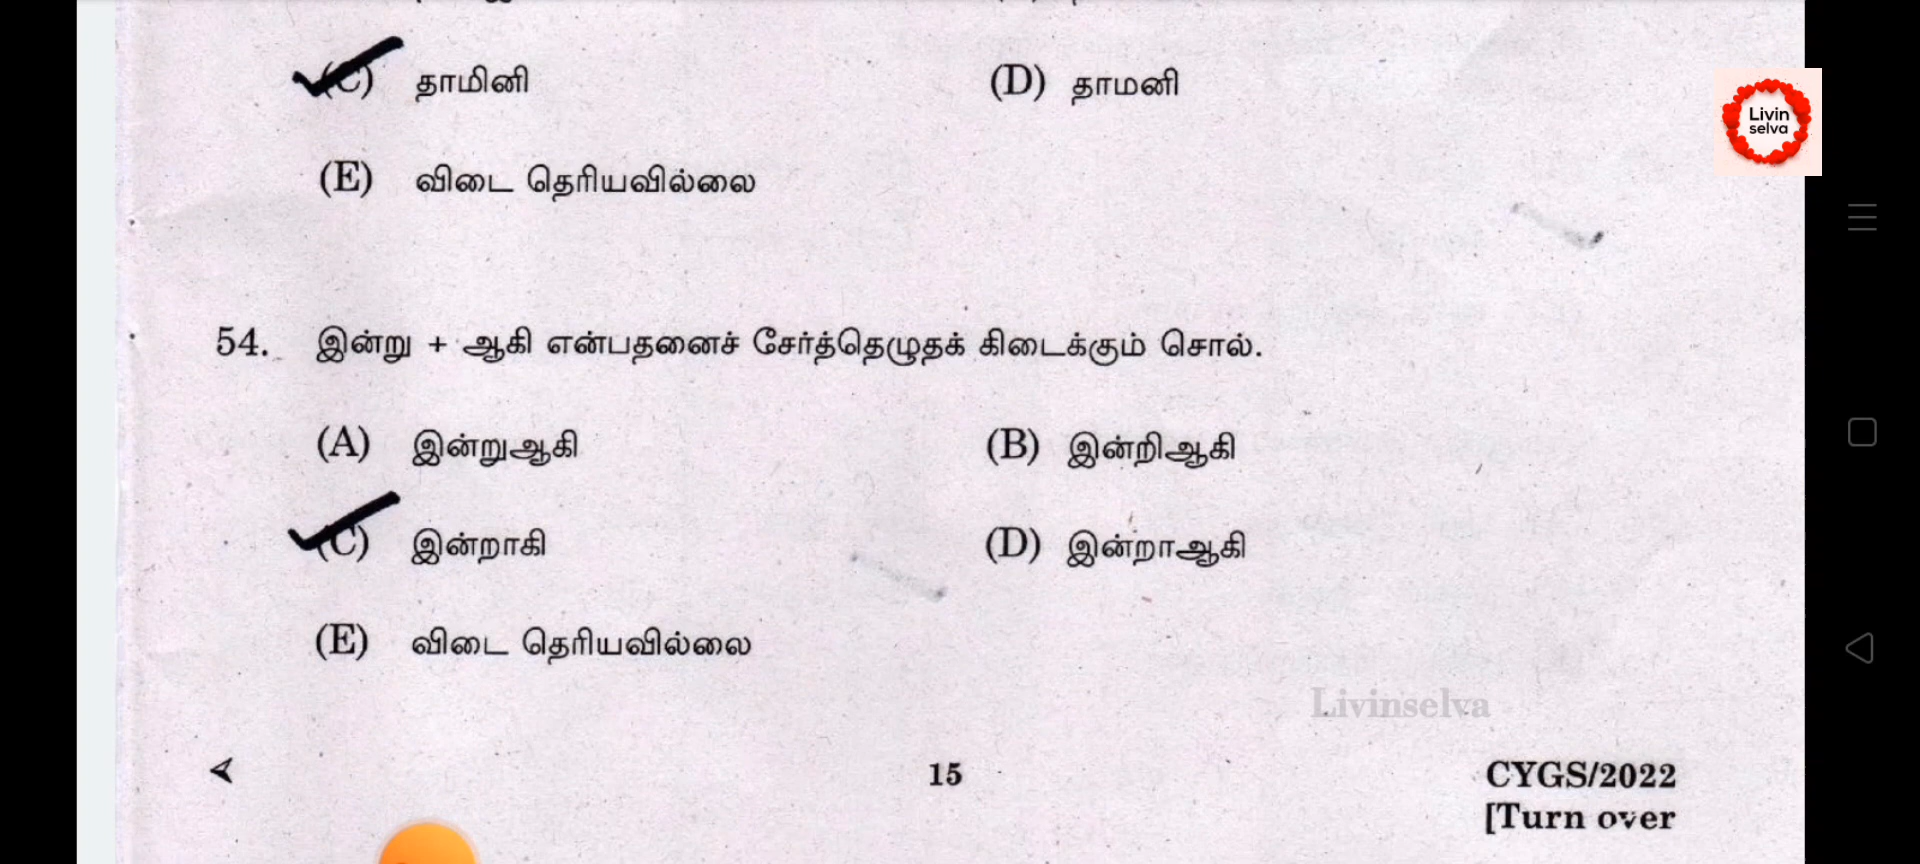 (C) தாமினி (D) தாமனி
Livin
selva
(E) விடை தெரியவில்லை
54. இன்று + ஆகி என்பதனைச் சேர்த்தெழுதக் கிடைக்கும் சொல்.
(A) இன்றுஆகி (B) இன்றிஆகி
(C) இன்றாகி (D) இன்றாஆகி
(E) விடை தெரியவில்லை
Livinselva
15 CYGS/2022
[Turn over